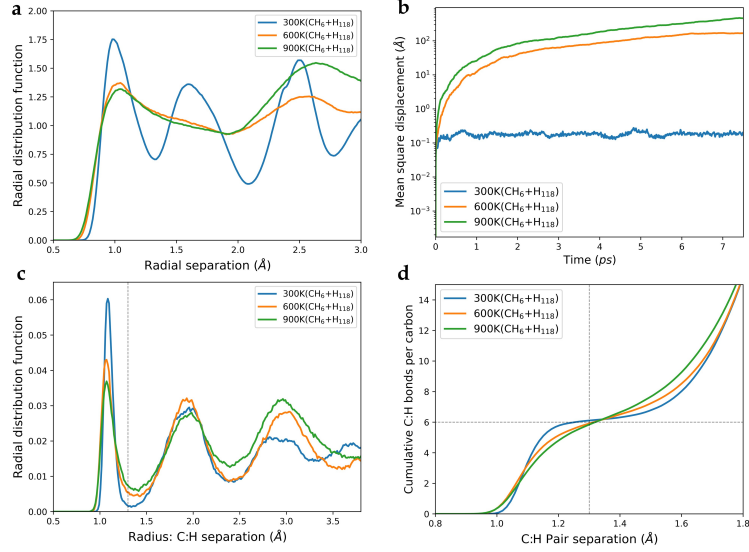 a
2.00
1.75
1.50
1.25
1.00
0.75
0.50
0.25
0.00
Radial distribution function
300K(CH₆+H₁₁₈)
600K(CH₆+H₁₁₈)
900K(CH₆+H₁₁₈)
0.5 1.0 1.5 2.0 2.5 3.0
Radial separation (Å)
b
10²
10¹
10⁰
10⁻¹
10⁻²
10⁻³
Mean square displacement (Å)
300K(CH₆+H₁₁₈)
600K(CH₆+H₁₁₈)
900K(CH₆+H₁₁₈)
0 1 2 3 4 5 6 7
Time (ps)
c
0.06
0.05
0.04
0.03
0.02
0.01
0.00
Radial distribution function
300K(CH₆+H₁₁₈)
600K(CH₆+H₁₁₈)
900K(CH₆+H₁₁₈)
0.5 1.0 1.5 2.0 2.5 3.0 3.5
Radius: C:H separation (Å)
d
14
12
10
8
6
4
2
0
Cumulative C:H bonds per carbon
300K(CH₆+H₁₁₈)
600K(CH₆+H₁₁₈)
900K(CH₆+H₁₁₈)
0.8 1.0 1.2 1.4 1.6 1.8
C:H Pair separation (Å)